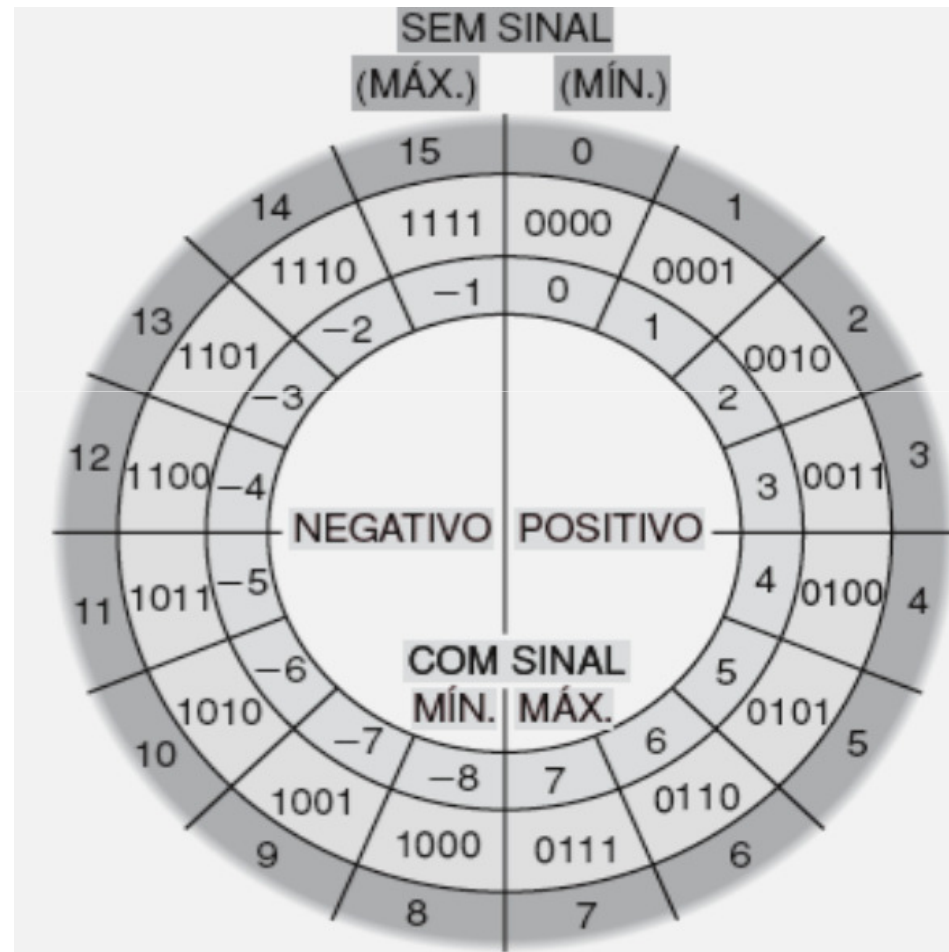 SEM SINAL
(MÁX.) (MÍN.)
15 0
14 1
1111 0000
1110 0001
−1 0
13 −2 1 2
1101 0010
−3 2
12 1100 −4 3 0011 3
NEGATIVO POSITIVO
11 1011 −5 4 0100 4
COM SINAL
−6 5
MÍN. MÁX.
1010 0101
10 −7 6 5
−8 7
1001 0110
1000 0111
9 6
8 7